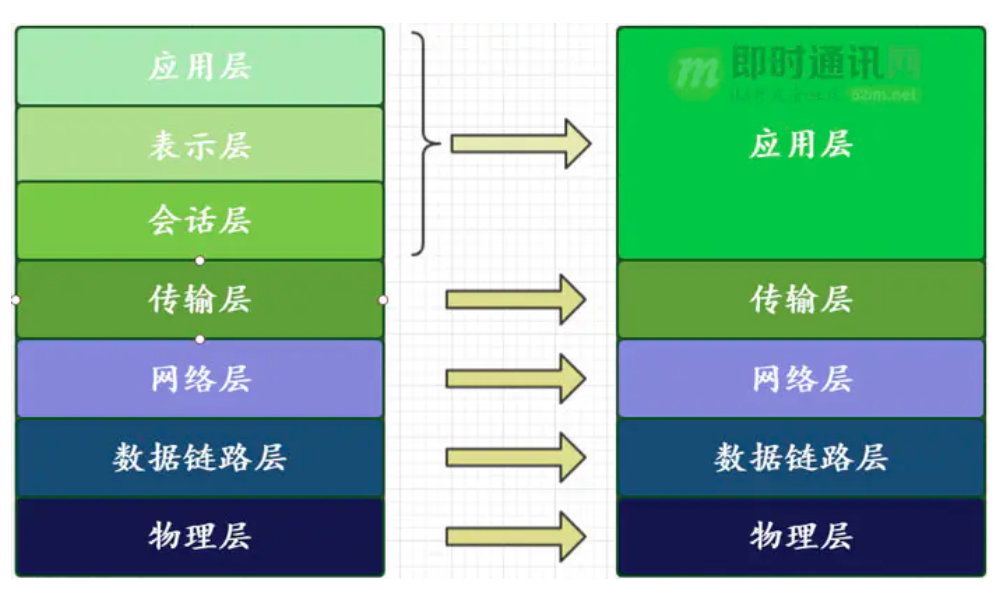 应用层
表示层
会话层
传输层
网络层
数据链路层
物理层
即时通讯网
52im.net
应用层
传输层
网络层
数据链路层
物理层